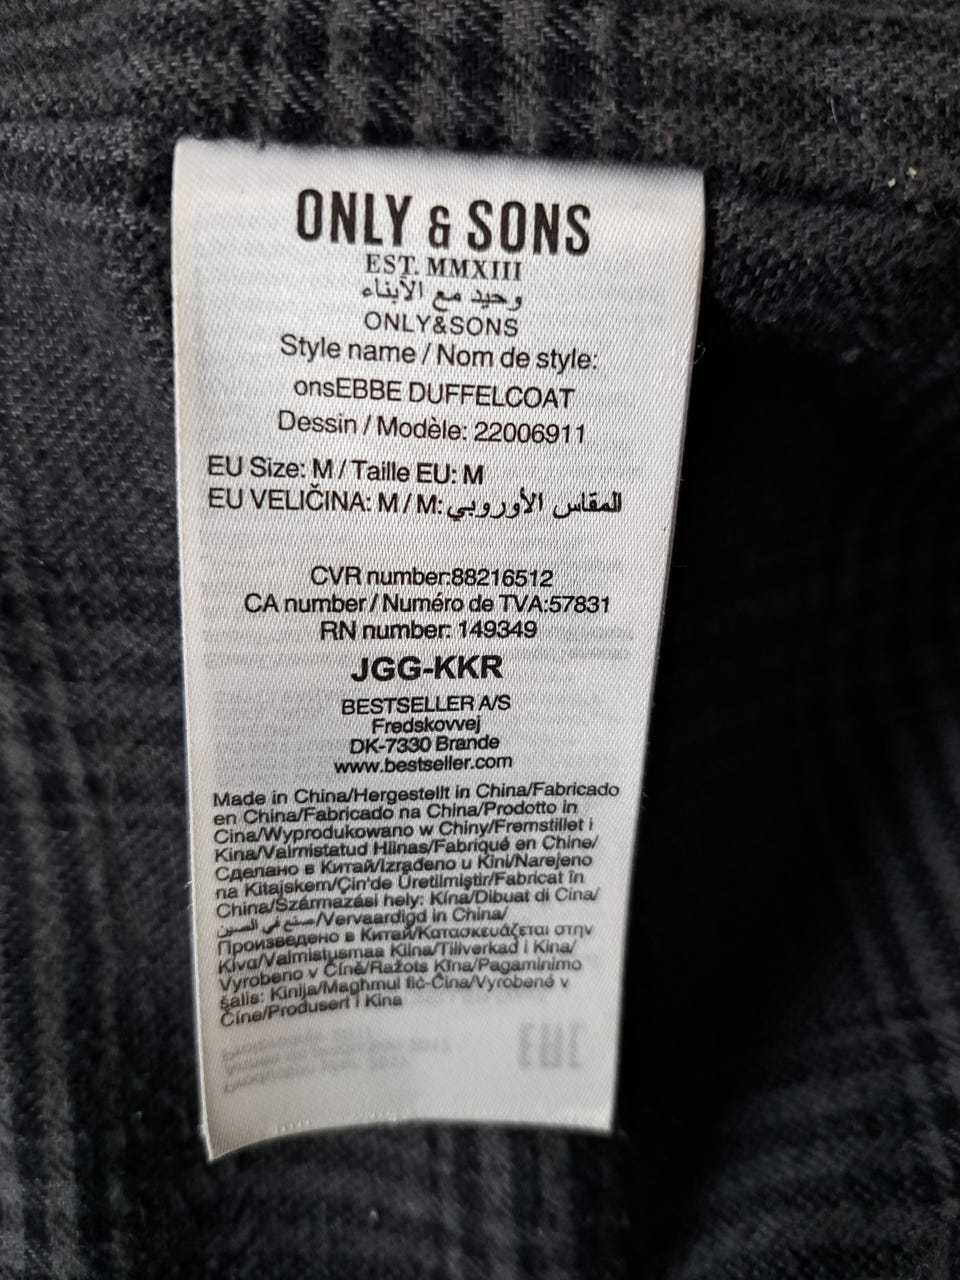 ONLY & SONS
EST. MMXIII
وحيد مع الأبناء
ONLY&SONS
Style name / Nom de style:
onsEBBE DUFFELCOAT
Dessin / Modèle: 22006911
EU Size: M / Taille EU: M
EU VELIČINA: M / M: المقاس الأوروبي
CVR number:88216512
CA number / Numéro de TVA:57831
RN number: 149349
JGG-KKR
BESTSELLER A/S
Fredskovvej
DK-7330 Brande
www.bestseller.com
Made in China/Hergestellt in China/Fabricado
en China/Fabricado na China/Prodotto in
Cina/Wyprodukowano w Chiny/Fremstillet i
Kina/Valmistatud Hiinas/Fabriqué en Chine/
Сделано в Китай/Izrađeno u Kini/Narejeno
na Kitajskem/Çin'de Üretilmiştir/Fabricat în
China/Származási hely: Kína/Dibuat di Cina/
صنع في الصين/Vervaardigd in China/
Произведено в Китай/Κατασκευάζεται στην
Κίνα/Valmistusmaa Kiina/Tillverkad i Kina/
Vyrobeno v Číně/Ražots Ķīna/Pagaminimo
šalis: Kinija/Magħmul fiċ-Ċina/Vyrobené v
Číne/Produsert i Kina